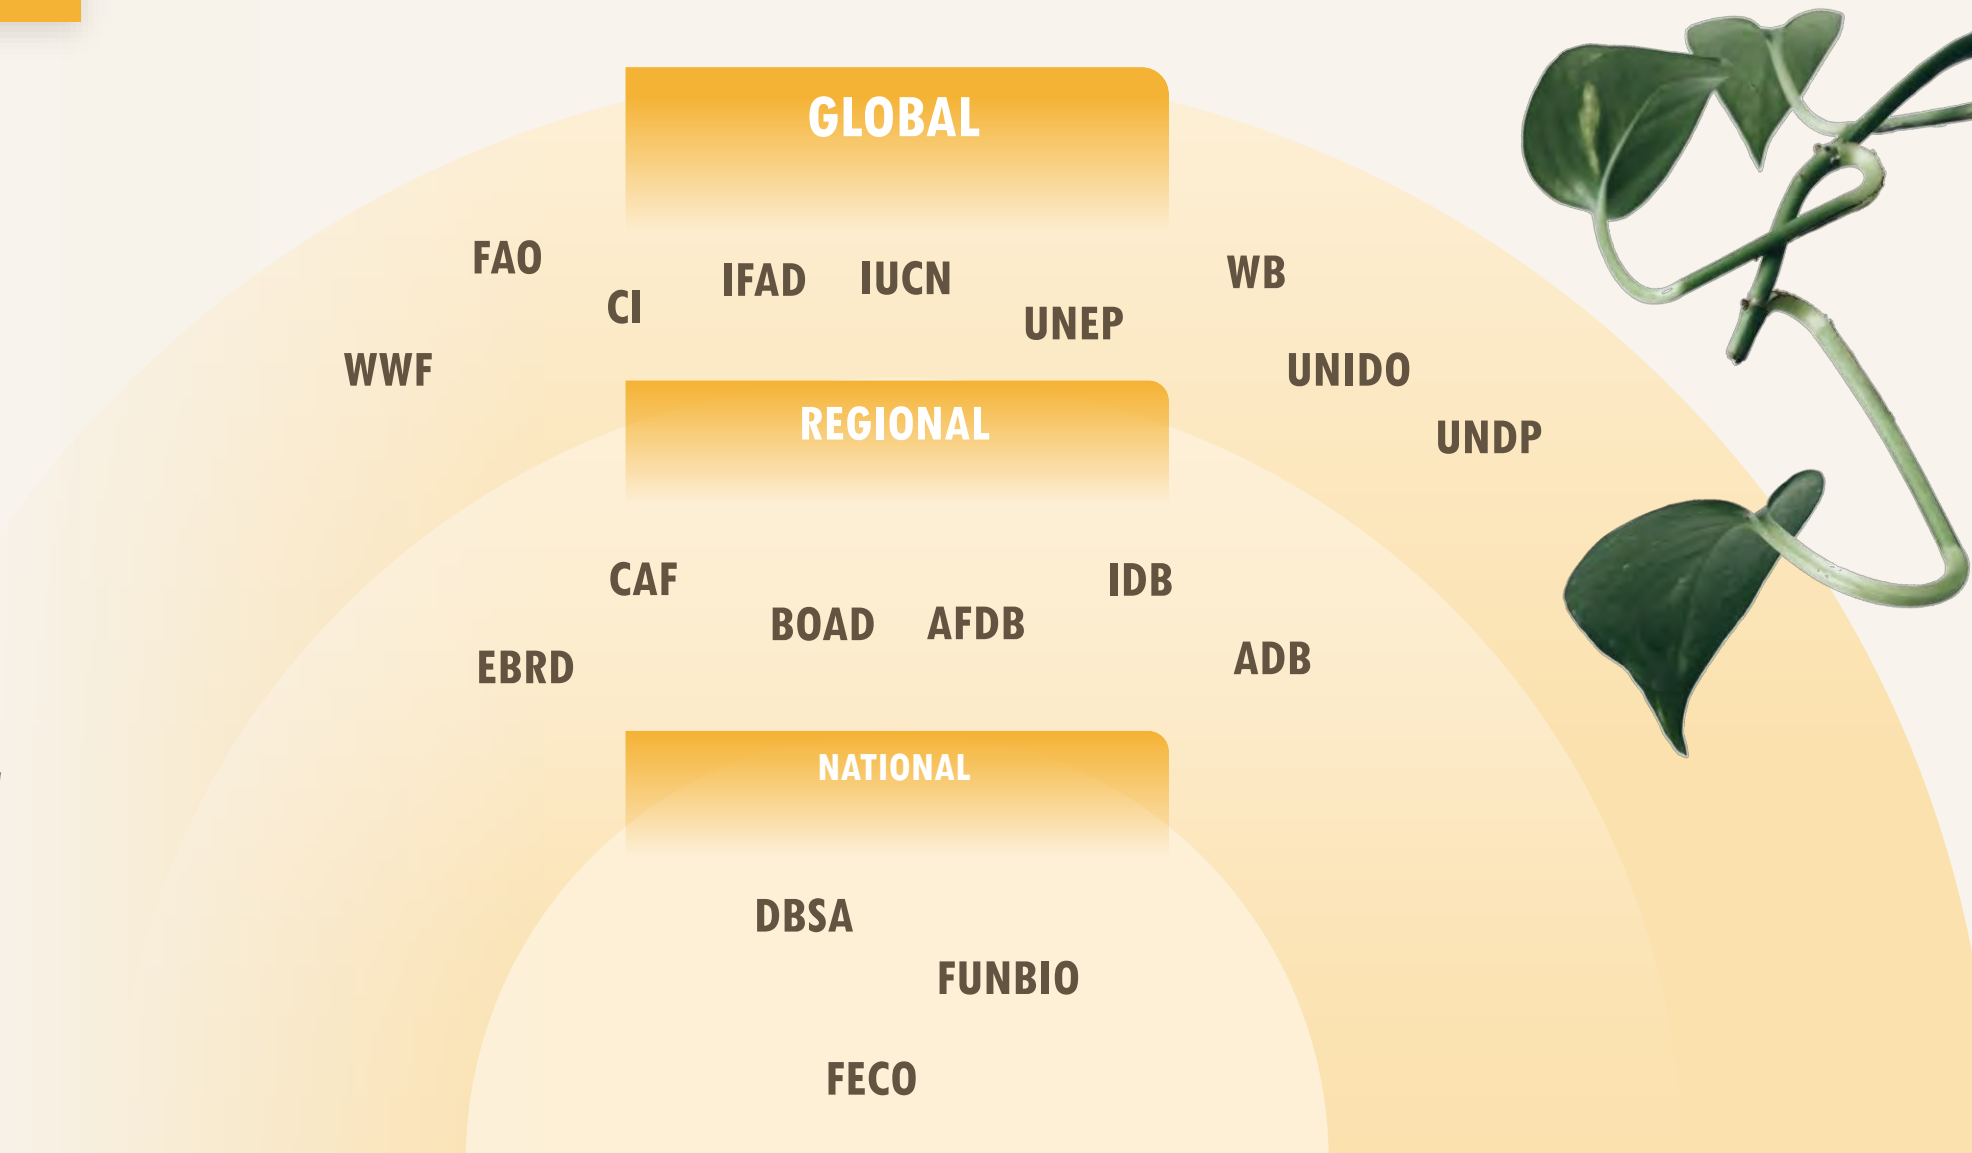 GLOBAL
FAO
CI
IFAD
IUCN
UNEP
WB
WWF
UNIDO
UNDP
REGIONAL
CAF
BOAD
AFDB
IDB
EBRD
ADB
NATIONAL
DBSA
FUNBIO
FECO